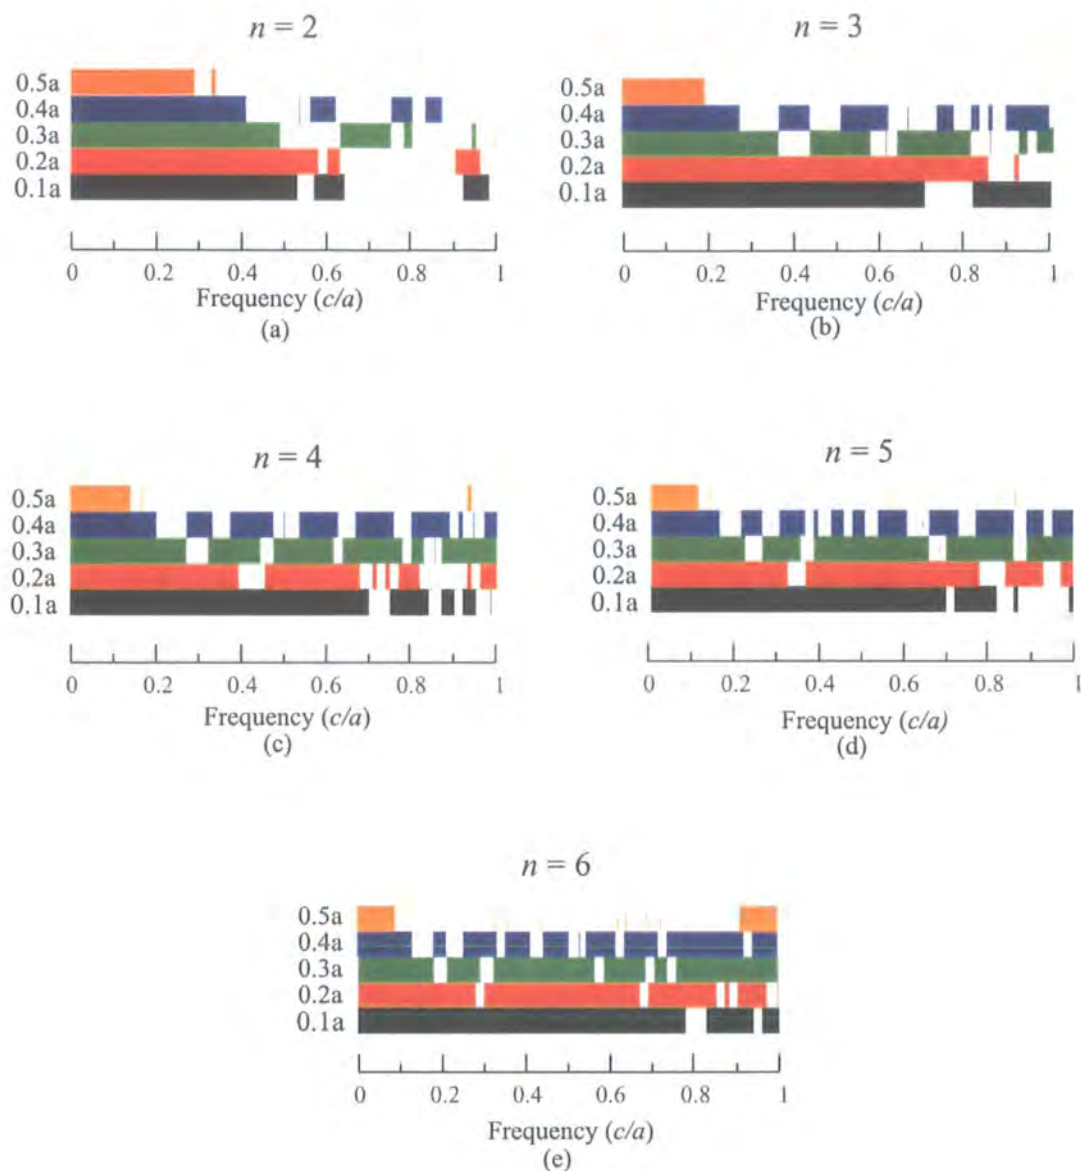 n = 2
0.5a
0.4a
0.3a
0.2a
0.1a
0 0.2 0.4 0.6 0.8 1
Frequency (c/a)
(a)
n = 3
0.5a
0.4a
0.3a
0.2a
0.1a
0 0.2 0.4 0.6 0.8 1
Frequency (c/a)
(b)
n = 4
0.5a
0.4a
0.3a
0.2a
0.1a
0 0.2 0.4 0.6 0.8 1
Frequency (c/a)
(c)
n = 5
0.5a
0.4a
0.3a
0.2a
0.1a
0 0.2 0.4 0.6 0.8 1
Frequency (c/a)
(d)
n = 6
0.5a
0.4a
0.3a
0.2a
0.1a
0 0.2 0.4 0.6 0.8 1
Frequency (c/a)
(e)